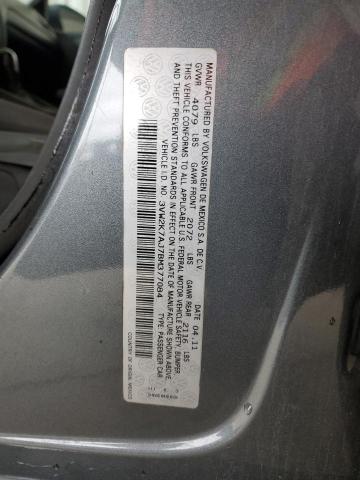 MANUFACTURED BY VOLKSWAGEN DE MEXICO S.A. DE C.V.
GVWR 4079 LBS GAWR FRONT 2072 LBS GAWR REAR 2116 LBS DATE 04.11
THIS VEHICLE CONFORMS TO ALL APPLICABLE U.S. FEDERAL MOTOR VEHICLE SAFETY, BUMPER
AND THEFT PREVENTION STANDARDS IN EFFECT ON THE DATE OF MANUFACTURE SHOWN ABOVE.
VEHICLE I.D. NO. 3VW2K7AJ7BM377084 TYPE: PASSENGER CAR
COUNTRY OF ORIGIN: MEXICO